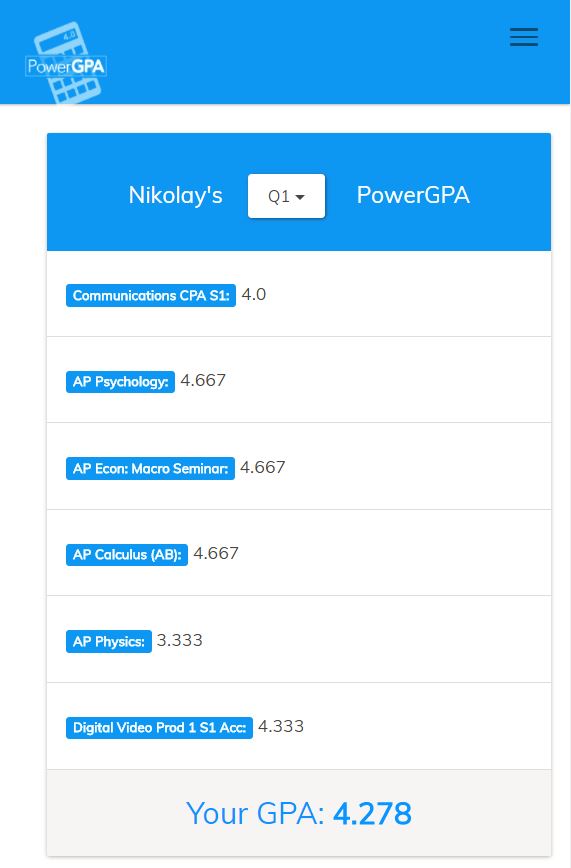 4.0
PowerGPA
Nikolay's Q1 PowerGPA
Communications CPA S1: 4.0
AP Psychology: 4.667
AP Econ: Macro Seminar: 4.667
AP Calculus (AB): 4.667
AP Physics: 3.333
Digital Video Prod 1 S1 Acc: 4.333
Your GPA: 4.278